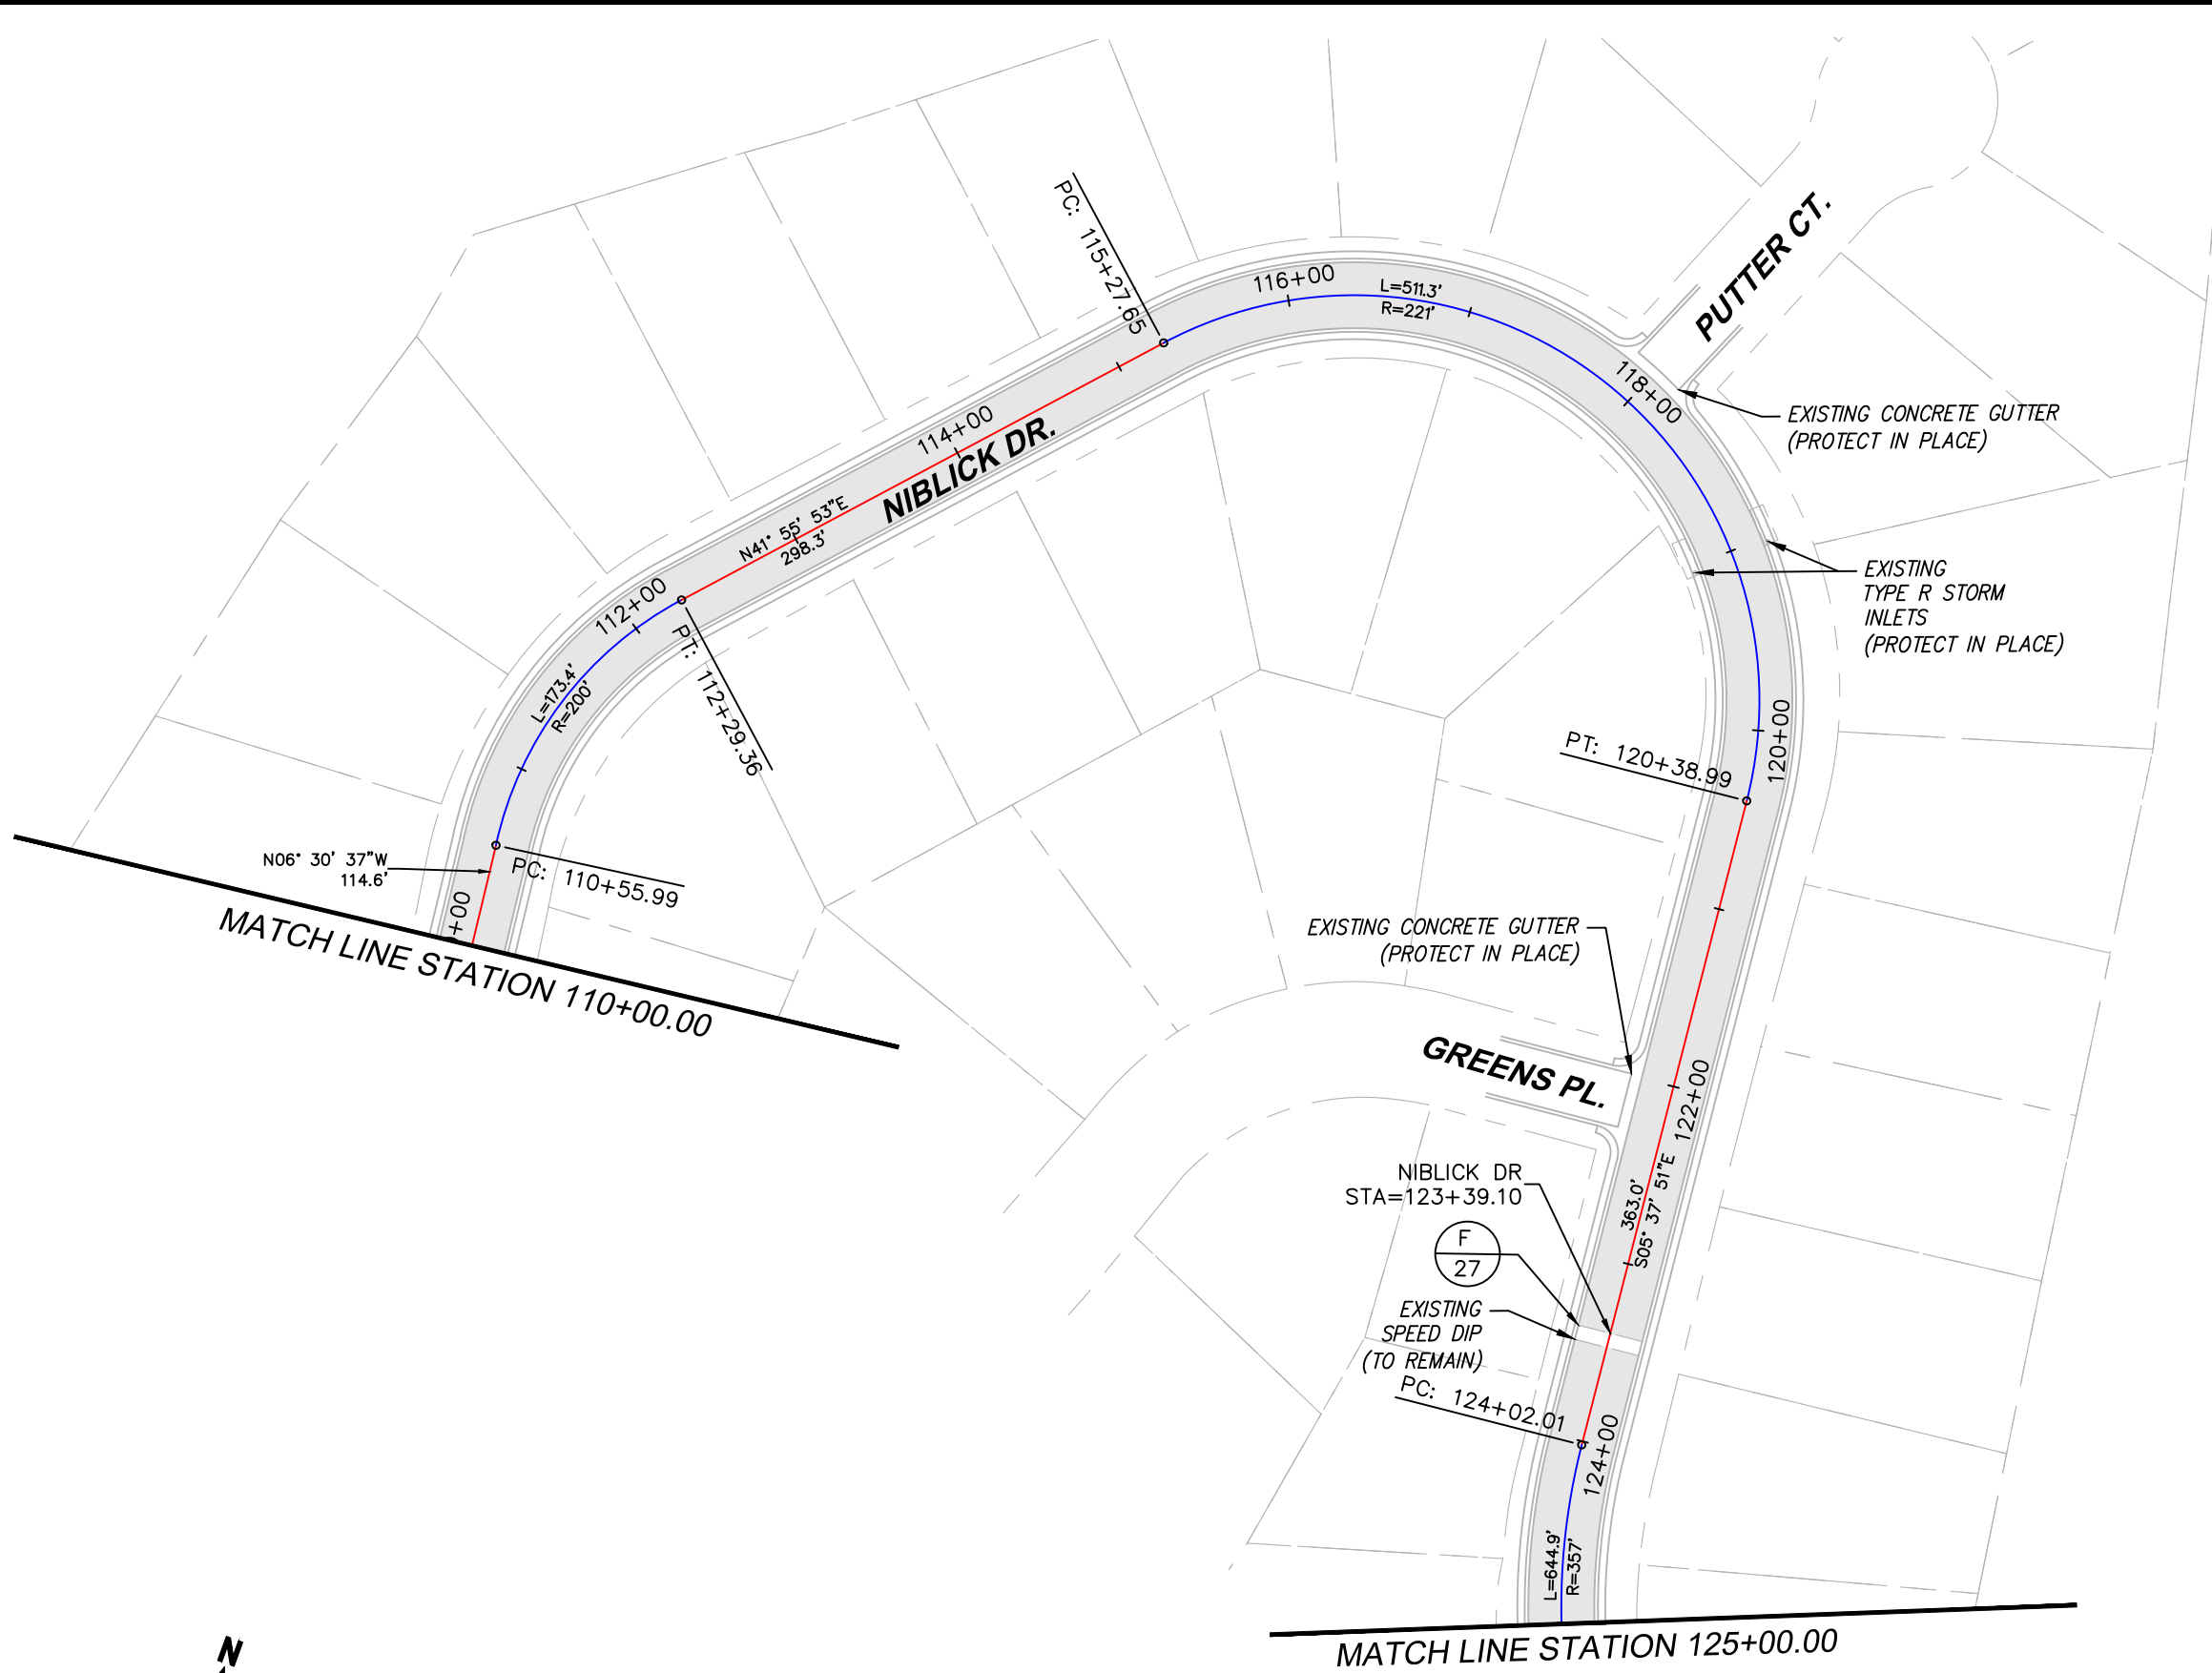 PUTTER CT.
PC: 115+27.65
116+00
L=511.3'
R=221'
118+00
EXISTING CONCRETE GUTTER
(PROTECT IN PLACE)
114+00
NIBLICK DR.
N41° 55' 53"E
298.3'
EXISTING
TYPE R STORM
INLETS
(PROTECT IN PLACE)
112+00
PT: 112+29.36
L=173.4'
R=200'
PT: 120+38.99
120+00
N06° 30' 37"W
114.6'
PC: 110+55.99
+00
MATCH LINE STATION 110+00.00
EXISTING CONCRETE GUTTER
(PROTECT IN PLACE)
GREENS PL.
122+00
363.0'
S05° 37' 51"E
NIBLICK DR
STA=123+39.10
F
27
EXISTING
SPEED DIP
(TO REMAIN)
PC: 124+02.01
124+00
L=644.9'
R=357'
MATCH LINE STATION 125+00.00
N